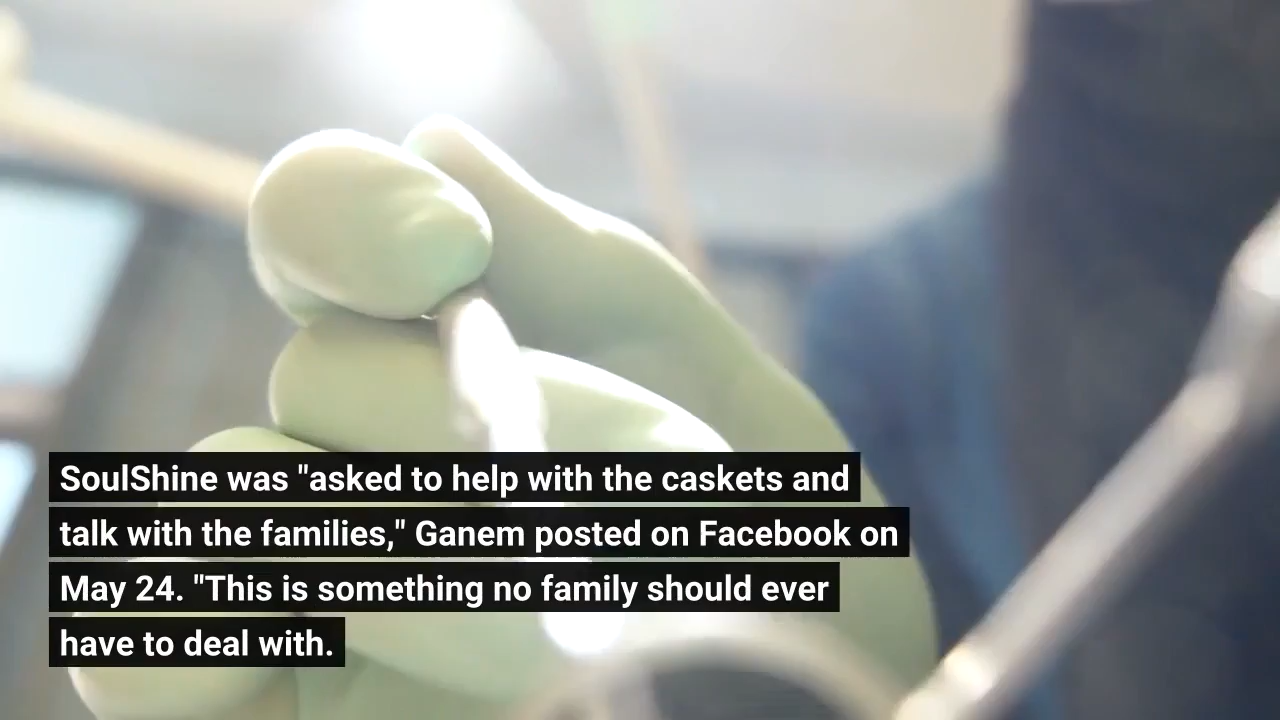 SoulShine was "asked to help with the caskets and
talk with the families," Ganem posted on Facebook on
May 24. "This is something no family should ever
have to deal with.